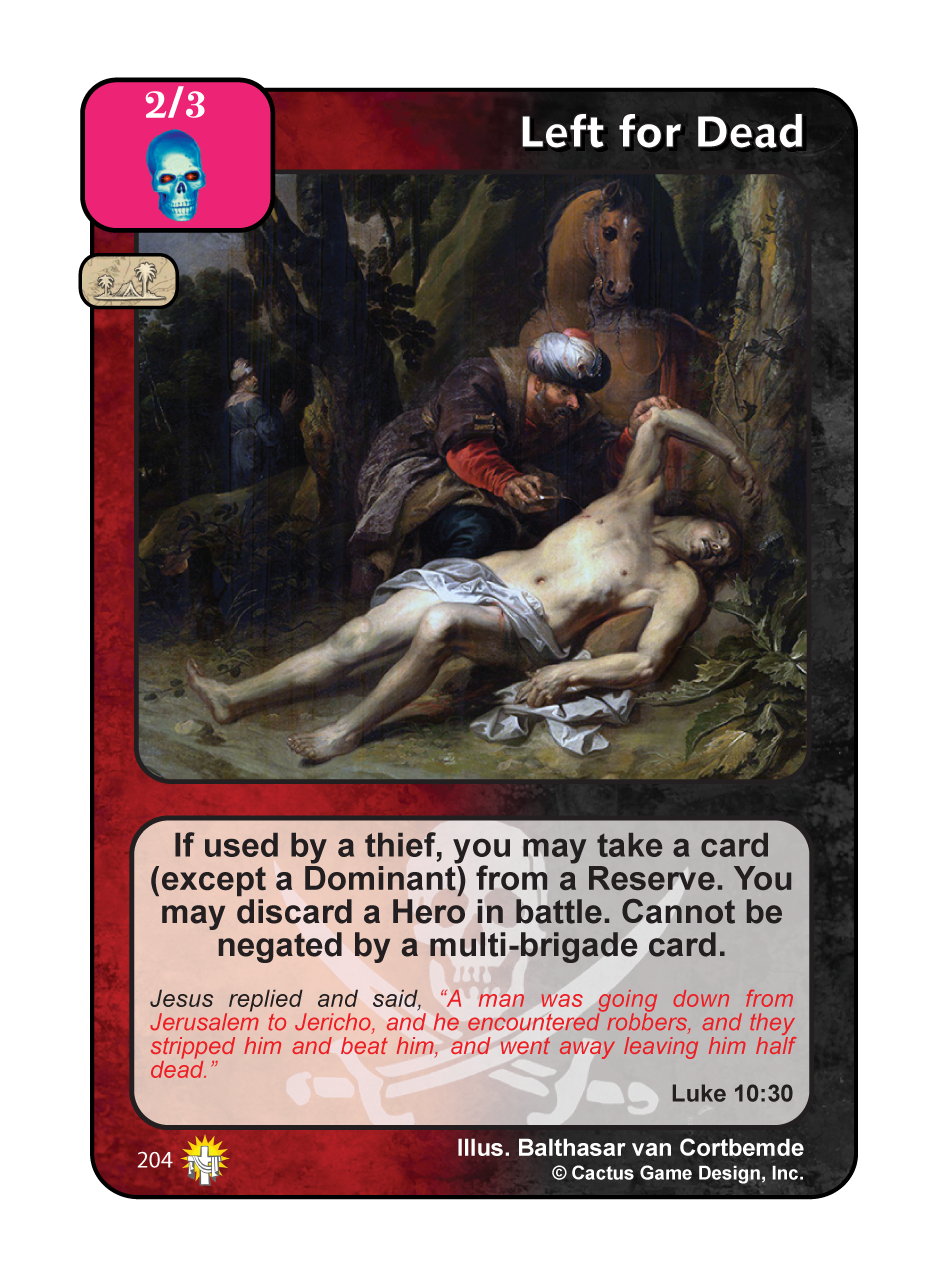 2/3
Left for Dead
If used by a thief, you may take a card
(except a Dominant) from a Reserve. You
may discard a Hero in battle. Cannot be
negated by a multi-brigade card.
Jesus replied and said, “A man was going down from
Jerusalem to Jericho, and he encountered robbers, and they
stripped him and beat him, and went away leaving him half
dead.”
Luke 10:30
204
Illus. Balthasar van Cortbemde
© Cactus Game Design, Inc.